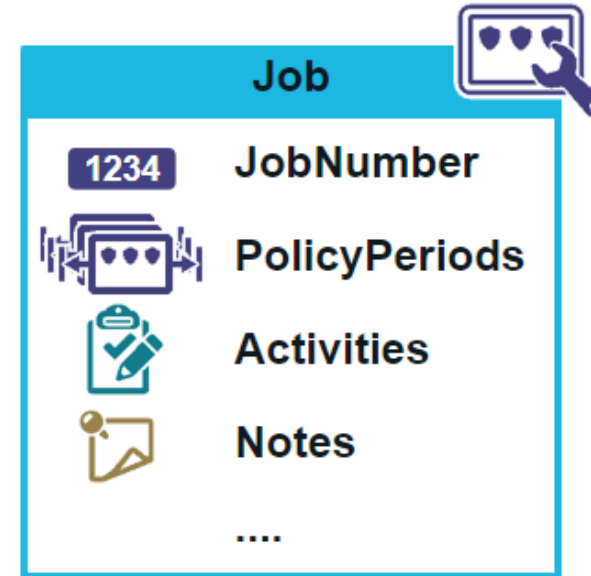 Job
1234 JobNumber
PolicyPeriods
Activities
Notes
....